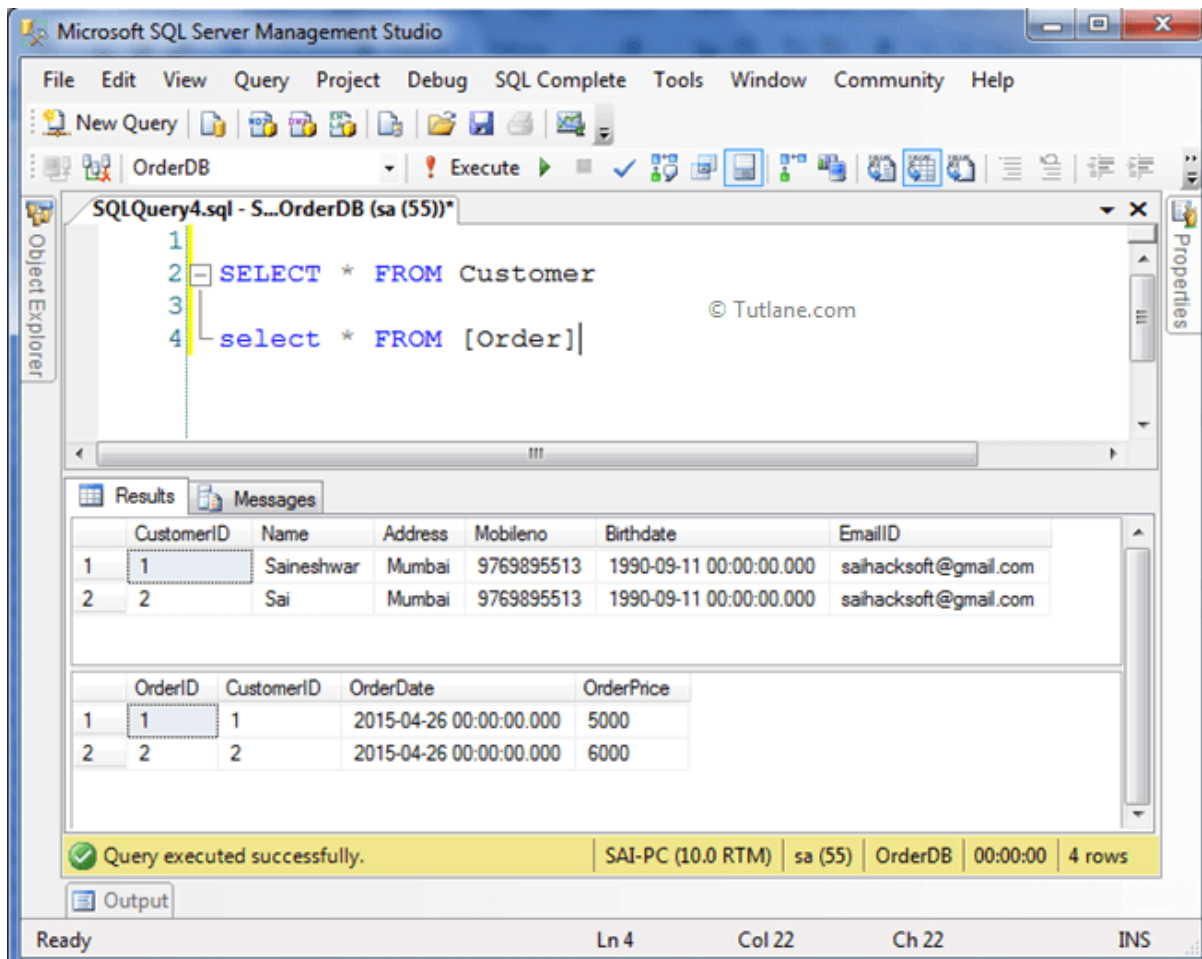 Microsoft SQL Server Management Studio
File Edit View Query Project Debug SQL Complete Tools Window Community Help
New Query
OrderDB Execute
SQLQuery4.sql - S...OrderDB (sa (55))*
Object Explorer
Properties
1
2 SELECT * FROM Customer
3
© Tutlane.com
4 select * FROM [Order]
Results Messages
CustomerID Name Address Mobileno Birthdate EmailID
1 1 Saineshwar Mumbai 9769895513 1990-09-11 00:00:00.000 saihacksoft@gmail.com
2 2 Sai Mumbai 9769895513 1990-09-11 00:00:00.000 saihacksoft@gmail.com
OrderID CustomerID OrderDate OrderPrice
1 1 1 2015-04-26 00:00:00.000 5000
2 2 2 2015-04-26 00:00:00.000 6000
Query executed successfully. SAI-PC (10.0 RTM) sa (55) OrderDB 00:00:00 4 rows
Output
Ready Ln 4 Col 22 Ch 22 INS